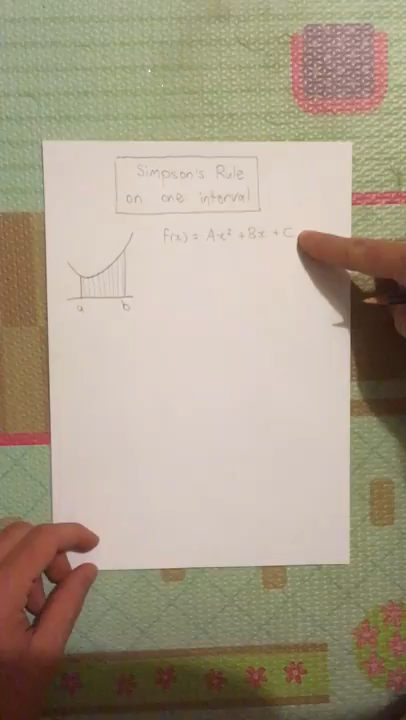 Simpson's Rule
on one interval
f(x) = Ax² + Bx + C
a b